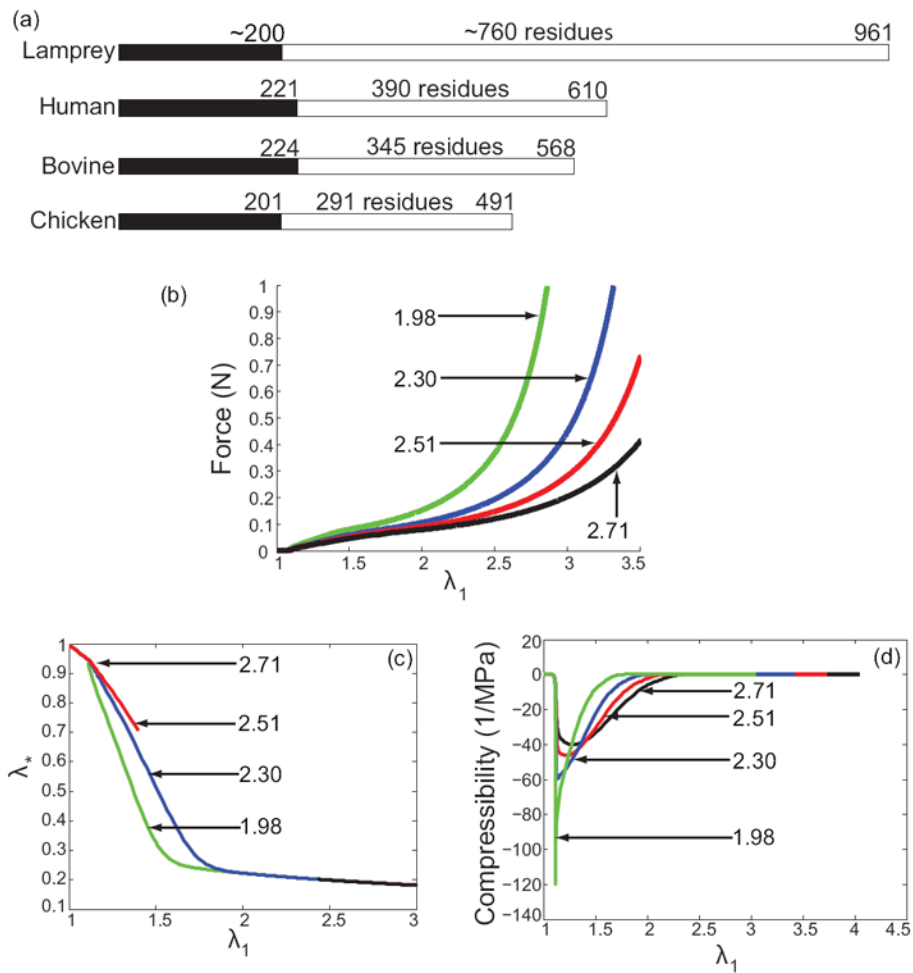 (a)
~200 ~760 residues 961
Lamprey
221 390 residues 610
Human
224 345 residues 568
Bovine
201 291 residues 491
Chicken
(b)
1
0.9
0.8
0.7
0.6
0.5
0.4
0.3
0.2
0.1
0
Force (N)
1.98
2.30
2.51
2.71
1 1.5 2 2.5 3 3.5
λ1
(c)
1
0.9
0.8
0.7
0.6
0.5
0.4
0.3
0.2
0.1
λ*
2.71
2.51
2.30
1.98
1 1.5 2 2.5 3
λ1
(d)
20
0
−20
−40
−60
−80
−100
−120
−140
Compressibility (1/MPa)
2.71
2.51
2.30
1.98
1 1.5 2 2.5 3 3.5 4 4.5
λ1